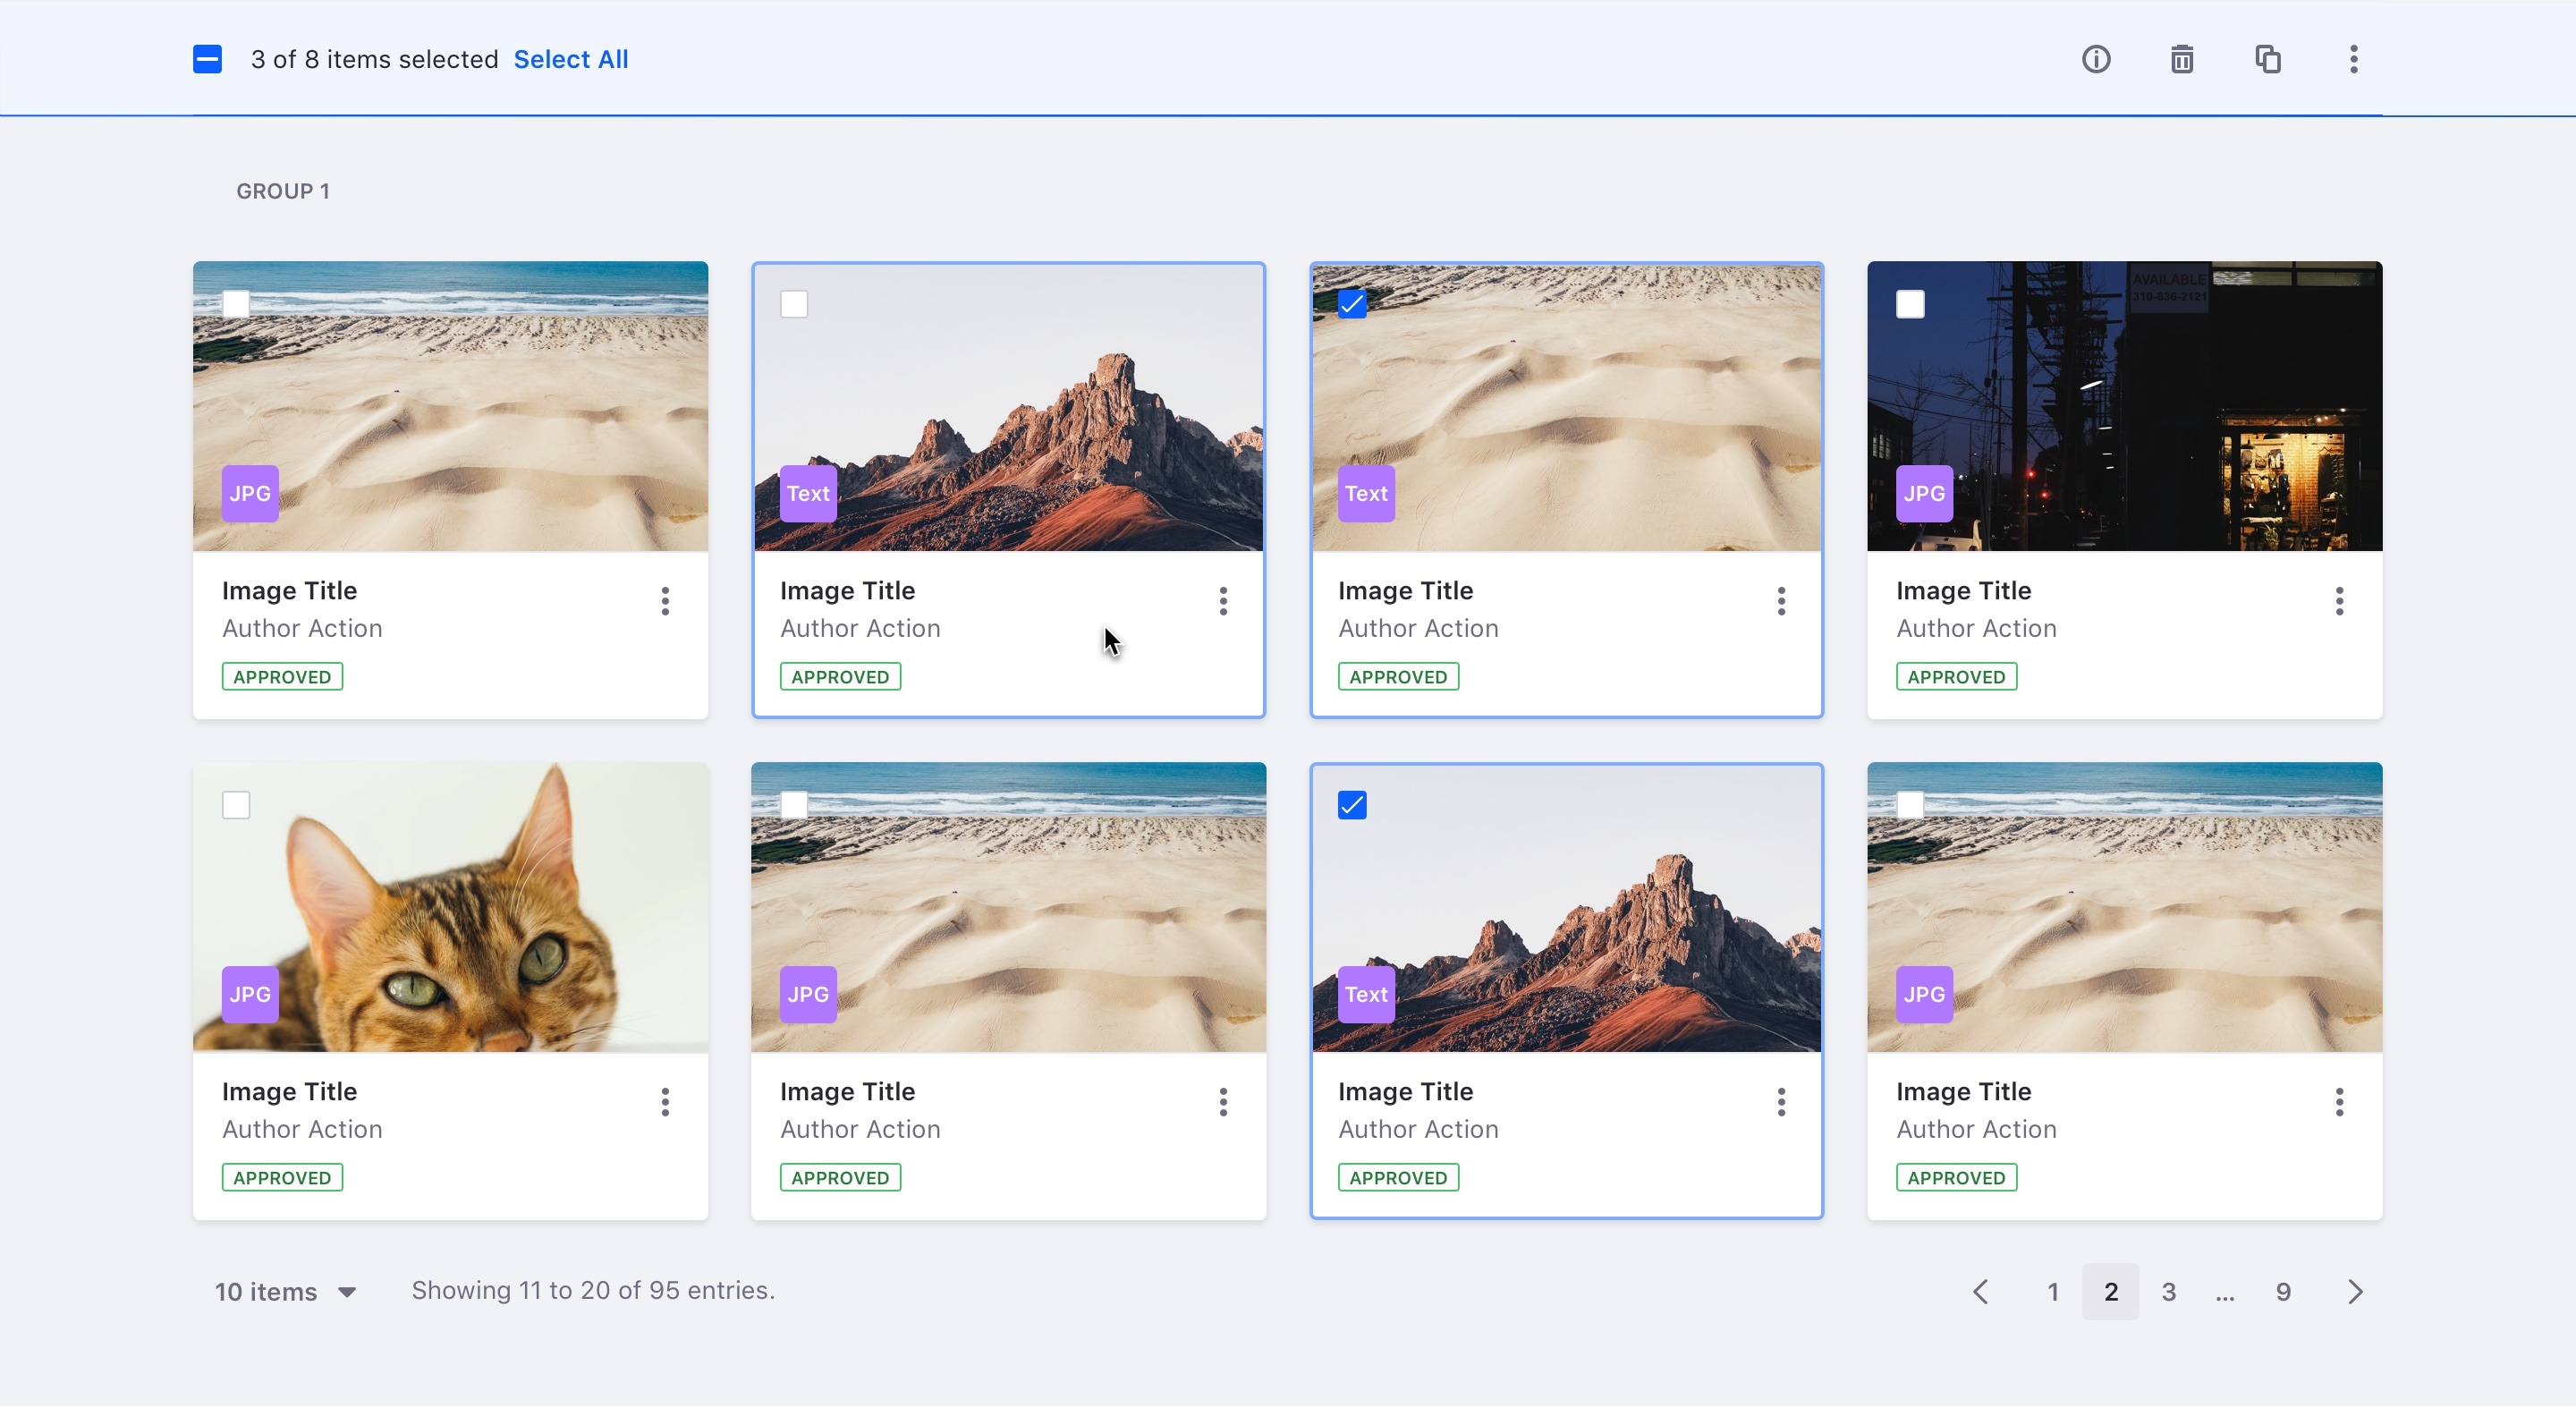 3 of 8 items selected Select All
GROUP 1
AVAILABLE
310-836-2121
JPG
Text
Text
JPG
Image Title
Author Action
APPROVED
Image Title
Author Action
APPROVED
Image Title
Author Action
APPROVED
Image Title
Author Action
APPROVED
JPG
JPG
Text
JPG
Image Title
Author Action
APPROVED
Image Title
Author Action
APPROVED
Image Title
Author Action
APPROVED
Image Title
Author Action
APPROVED
10 items Showing 11 to 20 of 95 entries. 1 2 3 ... 9